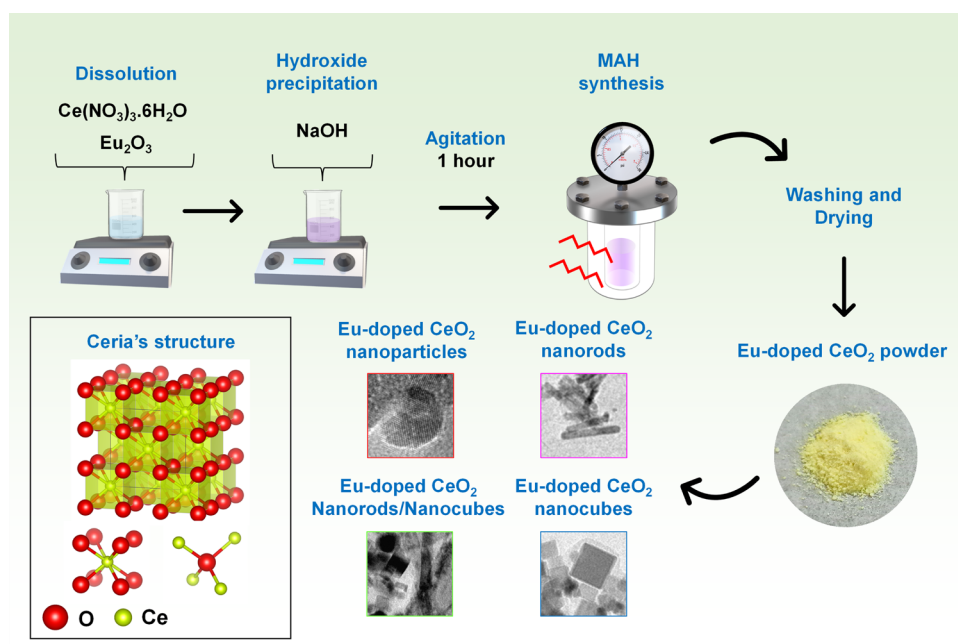 Dissolution
Ce(NO₃)₃.6H₂O
Eu₂O₃
Hydroxide
precipitation
NaOH
Agitation
1 hour
MAH
synthesis
Washing and
Drying
Eu-doped CeO₂ powder
Eu-doped CeO₂
nanoparticles
Eu-doped CeO₂
nanorods
Eu-doped CeO₂
Nanorods/Nanocubes
Eu-doped CeO₂
nanocubes
Ceria's structure
O
Ce